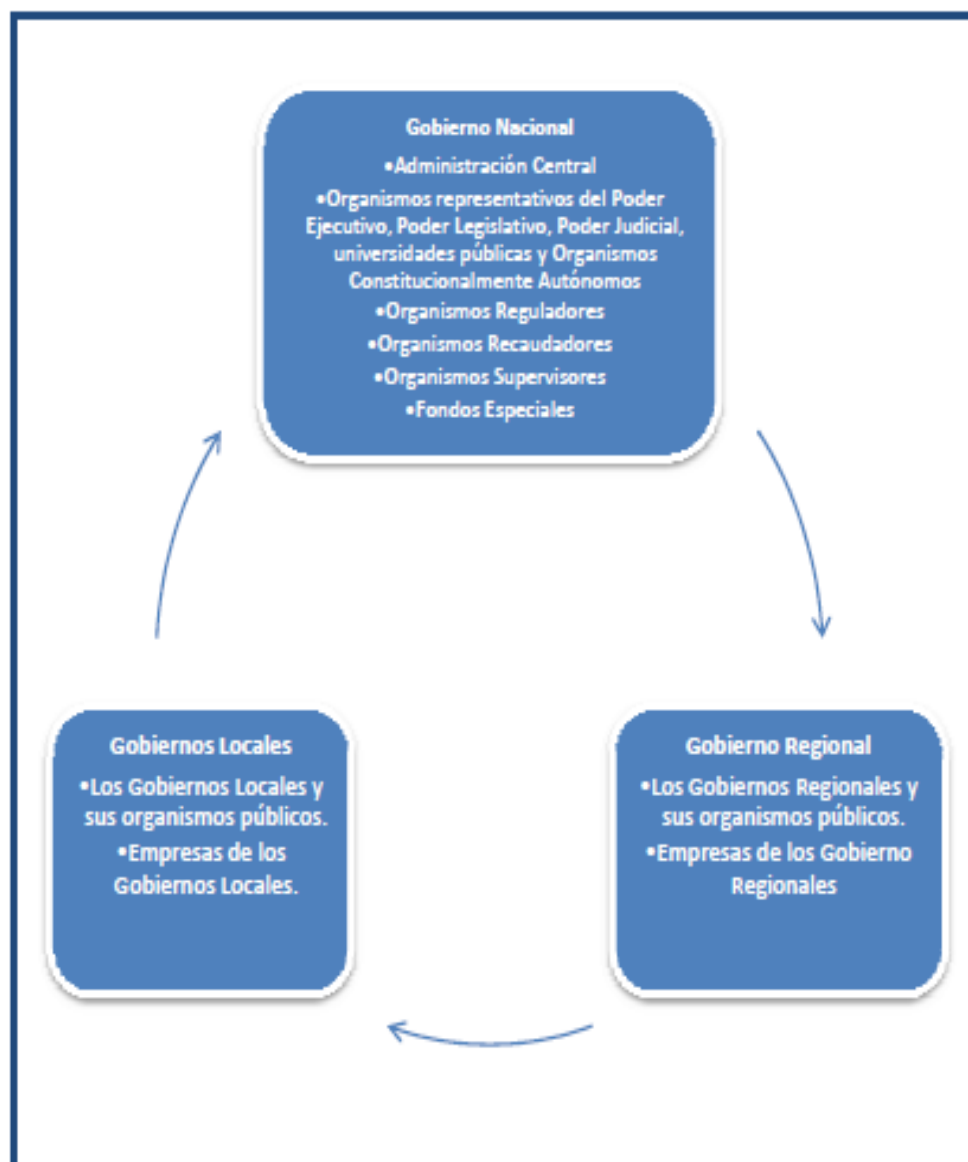 Gobierno Nacional
•Administración Central
•Organismos representativos del Poder
Ejecutivo, Poder Legislativo, Poder Judicial,
universidades públicas y Organismos
Constitucionalmente Autónomos
•Organismos Reguladores
•Organismos Recaudadores
•Organismos Supervisores
•Fondos Especiales
Gobiernos Locales
•Los Gobiernos Locales y
sus organismos públicos.
•Empresas de los
Gobiernos Locales.
Gobierno Regional
•Los Gobiernos Regionales y
sus organismos públicos.
•Empresas de los Gobierno
Regionales